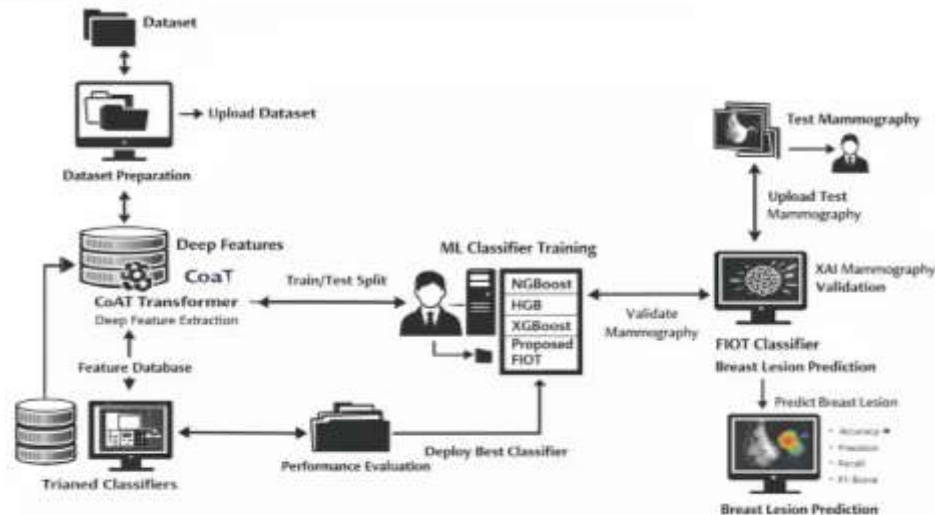 Dataset
Upload Dataset
Dataset Preparation
Deep Features
CoaT
CoAT Transformer
Deep Feature Extraction
Train/Test Split
Feature Database
Trianed Classifiers
Performance Evaluation
Deploy Best Classifier
ML Classifier Training
NGBoost
HGB
XGBoost
Proposed
FIOT
Validate
Mammography
Test Mammography
Upload Test
Mammography
XAI Mammography
Validation
FIOT Classifier
Breast Lesion Prediction
Predict Breast Lesion
Accuracy
Precision
Recall
Breast Lesion Prediction